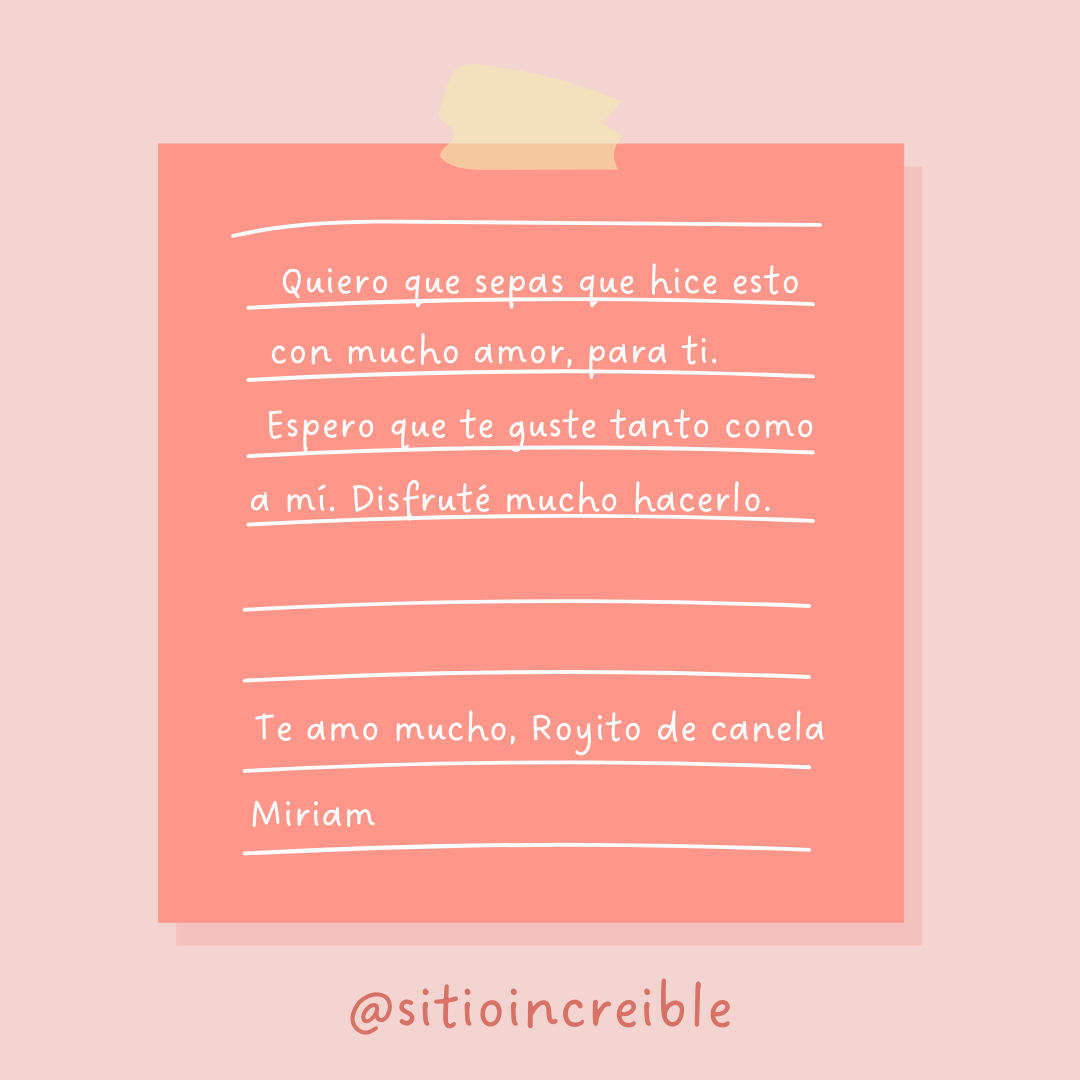 Quiero que sepas que hice esto
con mucho amor, para ti.
Espero que te guste tanto como
a mí. Disfruté mucho hacerlo.
Te amo mucho, Royito de canela
Miriam
@sitioincreible